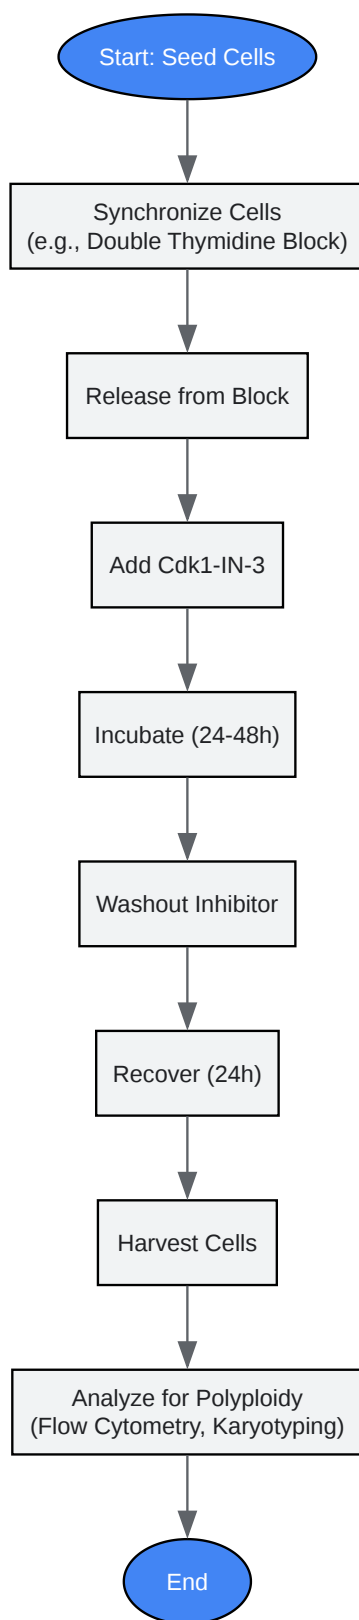 Start: Seed Cells
Synchronize Cells
(e.g., Double Thymidine Block)
Release from Block
Add Cdk1-IN-3
Incubate (24-48h)
Washout Inhibitor
Recover (24h)
Harvest Cells
Analyze for Polyploidy
(Flow Cytometry, Karyotyping)
End